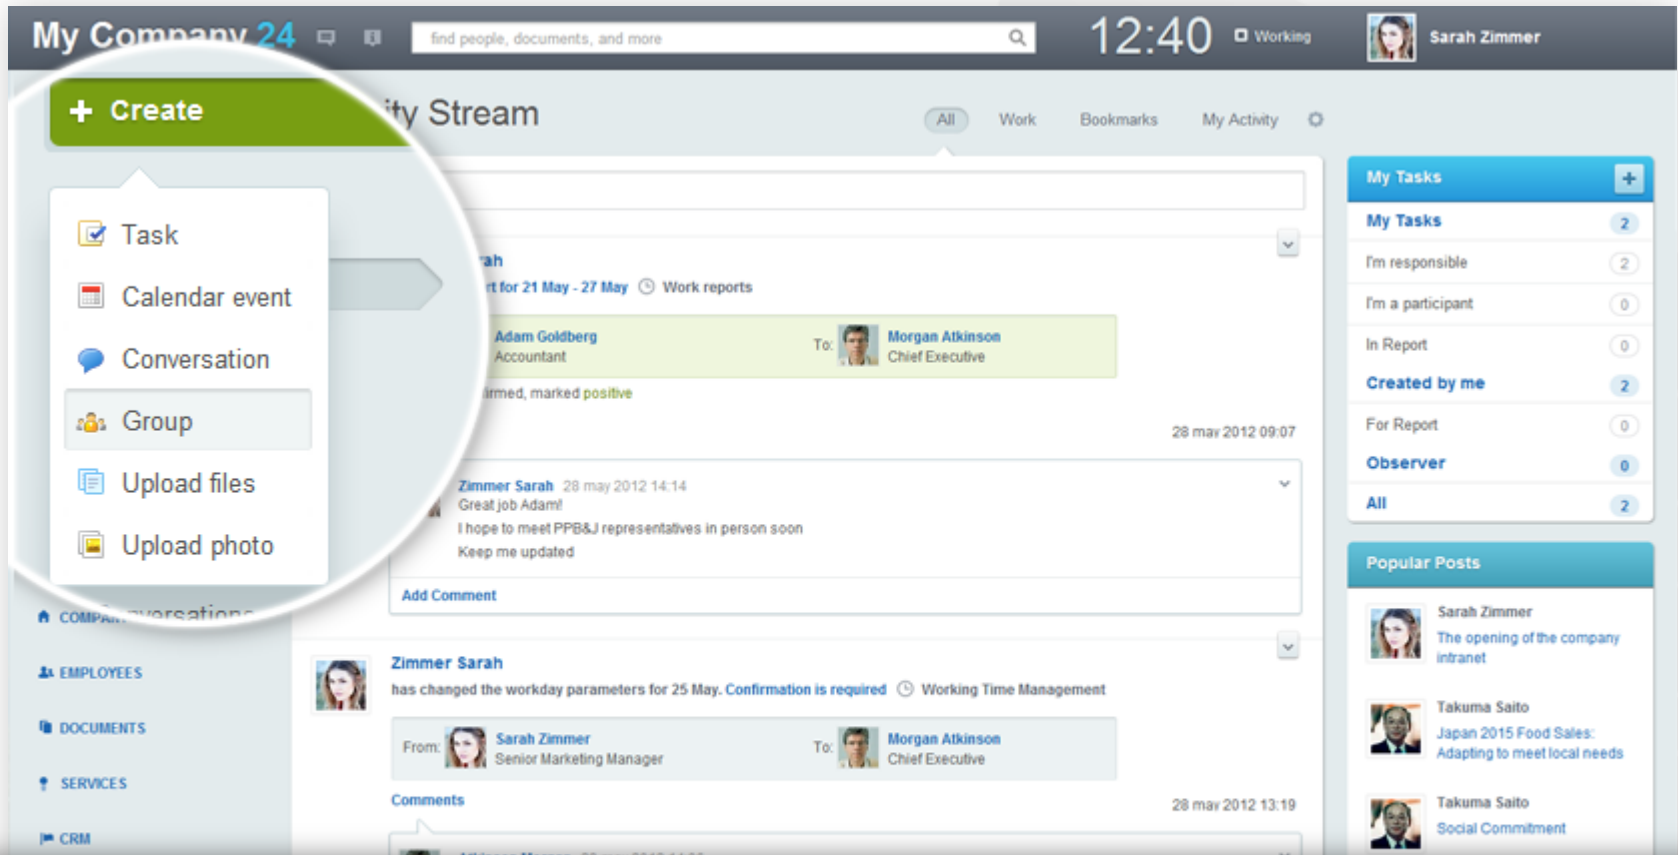 My Company 24
find people, documents, and more
12:40
Working
Sarah Zimmer
+ Create
ity Stream
All
Work
Bookmarks
My Activity
Task
Calendar event
Conversation
Group
Upload files
Upload photo
Conversations
COMPAN
EMPLOYEES
DOCUMENTS
SERVICES
CRM
rah
rt for 21 May - 27 May Work reports
Adam Goldberg
Accountant
To:
Morgan Atkinson
Chief Executive
irmed, marked positive
28 may 2012 09:07
Zimmer Sarah 28 may 2012 14:14
Great job Adam!
I hope to meet PPB&J representatives in person soon
Keep me updated
Add Comment
Zimmer Sarah
has changed the workday parameters for 25 May. Confirmation is required Working Time Management
From:
Sarah Zimmer
Senior Marketing Manager
To:
Morgan Atkinson
Chief Executive
Comments
28 may 2012 13:19
My Tasks +
My Tasks 2
I'm responsible 2
I'm a participant 0
In Report 0
Created by me 2
For Report 0
Observer 0
All 2
Popular Posts
Sarah Zimmer
The opening of the company
intranet
Takuma Saito
Japan 2015 Food Sales:
Adapting to meet local needs
Takuma Saito
Social Commitment